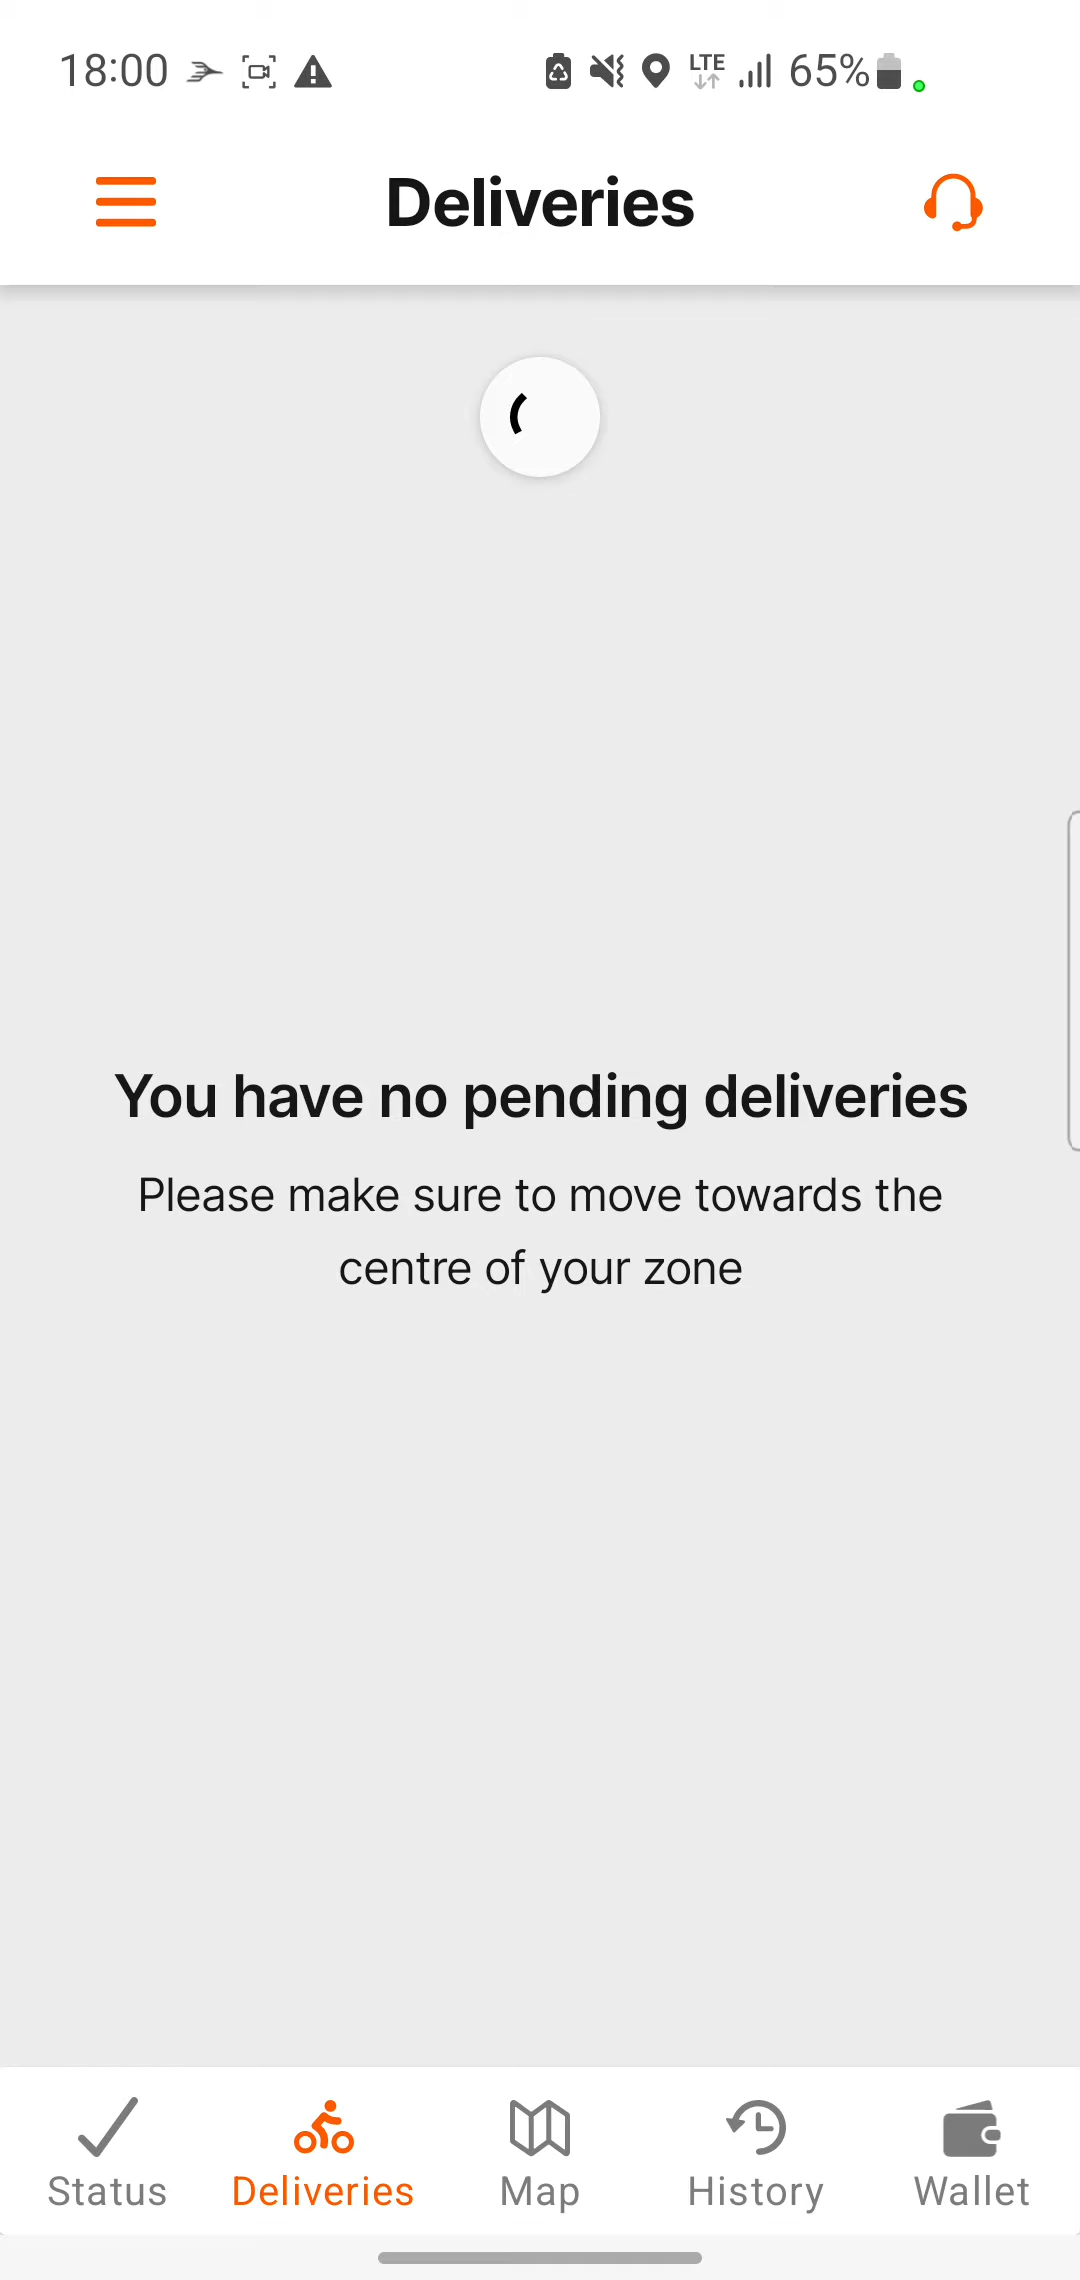 18:00 LTE 65%
Deliveries
You have no pending deliveries
Please make sure to move towards the
centre of your zone
Status Deliveries Map History Wallet